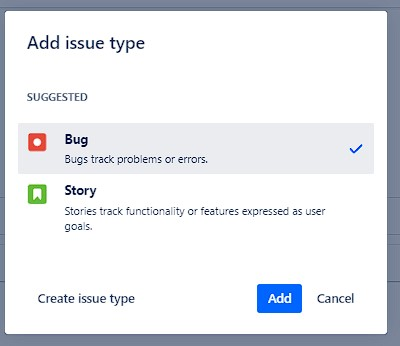 Add issue type
SUGGESTED
Bug
Bugs track problems or errors.
Story
Stories track functionality or features expressed as user
goals.
Create issue type
Add
Cancel